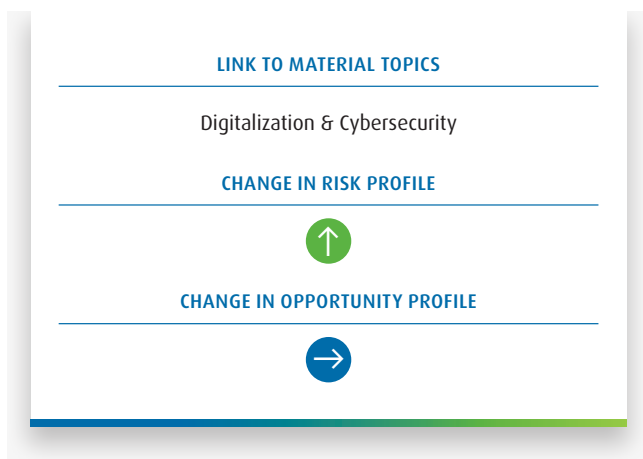 LINK TO MATERIAL TOPICS
Digitalization & Cybersecurity
CHANGE IN RISK PROFILE
CHANGE IN OPPORTUNITY PROFILE